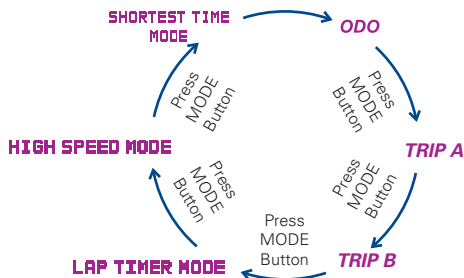 SHORTEST TIME
MODE
ODO
Press
MODE
Button
Press
MODE
Button
HIGH SPEED MODE
TRIP A
Press
MODE
Button
Press
MODE
Button
Press
MODE
Button
LAP TIMER MODE
TRIP B